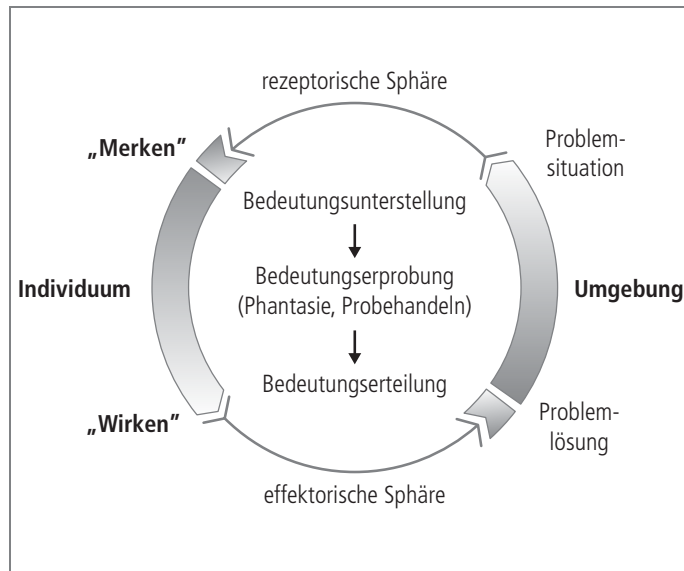 rezeptorische Sphäre
„Merken”
Problem-
situation
Bedeutungsunterstellung
Bedeutungserprobung
(Phantasie, Probehandeln)
Bedeutungserteilung
Individuum
Umgebung
„Wirken”
Problem-
lösung
effektorische Sphäre